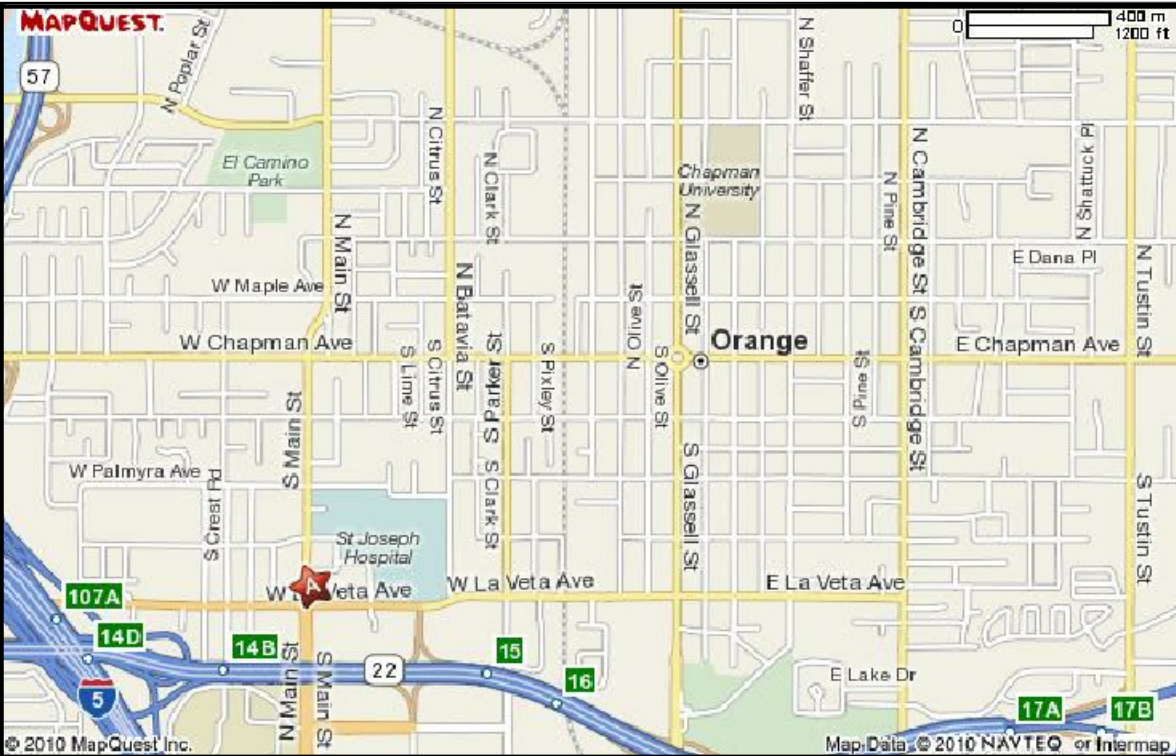 MAPQUEST.
0
400 m
1200 ft
57
N Poplar St
N Shaffer St
N Citrus St
N Clark St
El Camino
Park
Chapman
University
N Cambridge St
N Pine St
N Shattuck Pl
N Main St
N Glassell St
E Dana Pl
N Tustin St
W Maple Ave
N Batavia St
N Olive St
W Chapman Ave
Orange
E Chapman Ave
S Lime St
S Citrus St
S Parker St
S Pixley St
S Olive St
S Pine St
S Cambridge St
S Main St
W Palmyra Ave
S Crest Rd
S Clark St
S Glassell St
S Tustin St
St Joseph
Hospital
A
W La Veta Ave
W La Veta Ave
E La Veta Ave
107A
14D
14B
22
15
16
5
N Main St
S Main St
E Lake Dr
17A
17B
© 2010 MapQuest Inc.
Map Data © 2010 NAVTEQ or Intermap